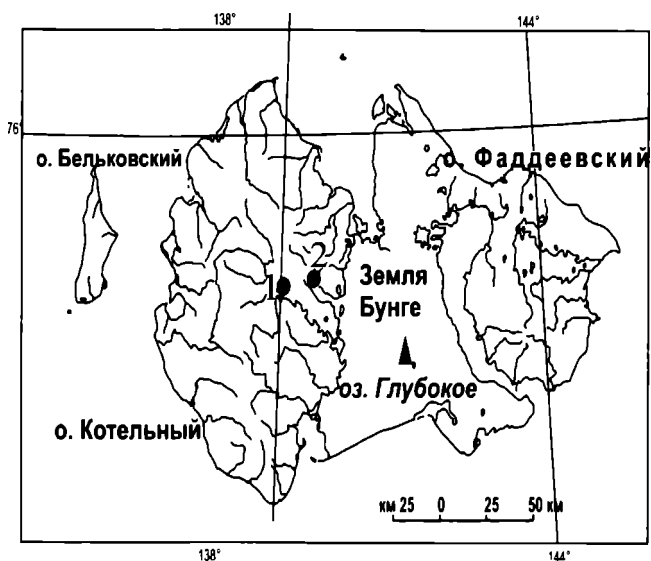 138° 144°
76°
о. Бельковский о. Фаддеевский
2
1
Земля
Бунге
оз. Глубокое
о. Котельный
км 25 0 25 50 км
138° 144°